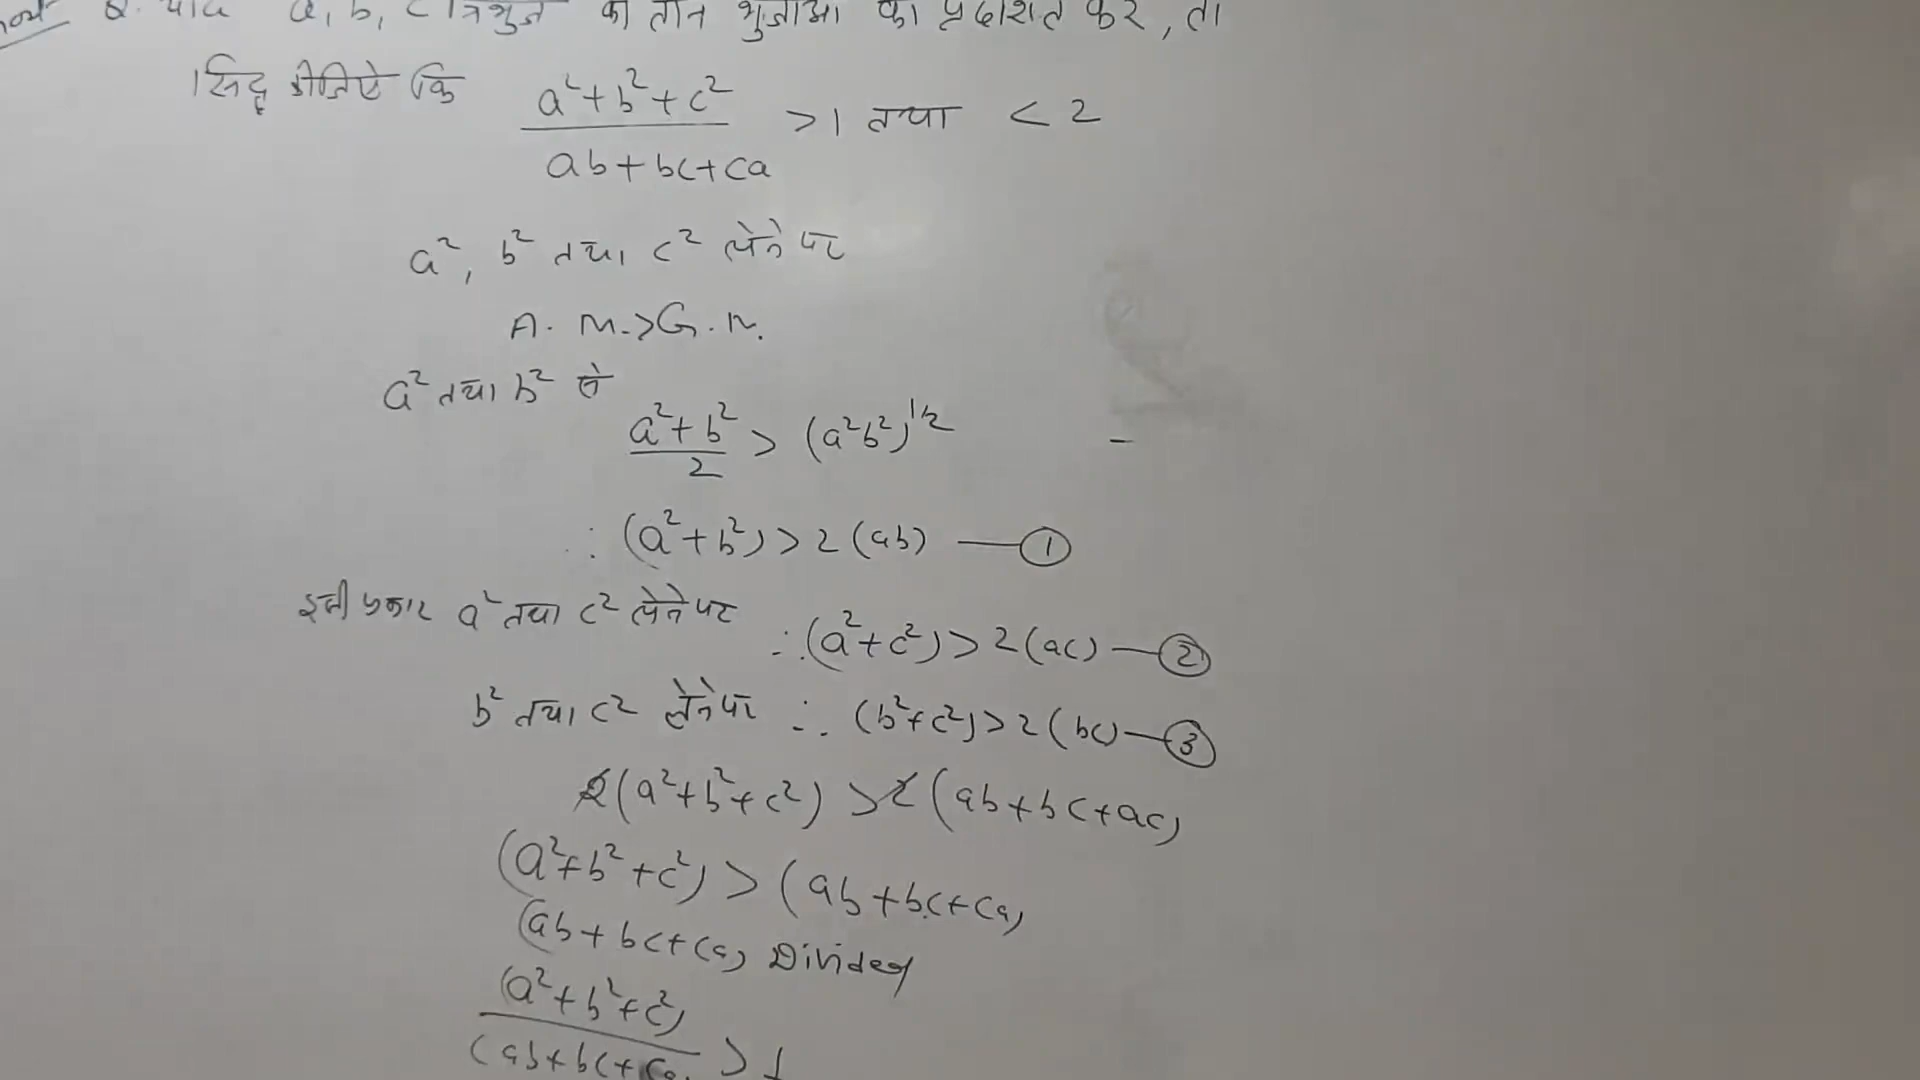 a, b, c त्रिभुज की तीन भुजाओं को प्रदर्शित करे, तो
सिद्ध कीजिऐ कि a²+b²+c² / ab+bc+ca >1 तथा < 2
a², b² तथा c² लेने पर
A. M.>G.M.
a² तथा b² से
a²+b² / 2 > (a²b²)^1/2
∴ (a²+b²) > 2 (ab) — ①
इसी प्रकार a² तथा c² लेने पर ∴ (a²+c²) > 2 (ac) — ②
b² तथा c² लेने पर ∴ (b²+c²) > 2 (bc) — ③
2(a²+b²+c²) > 2 (ab+bc+ac)
(a²+b²+c²) > (ab+bc+ca)
(ab+bc+ca) Divided
(a²+b²+c²) / (ab+bc+ca > 1